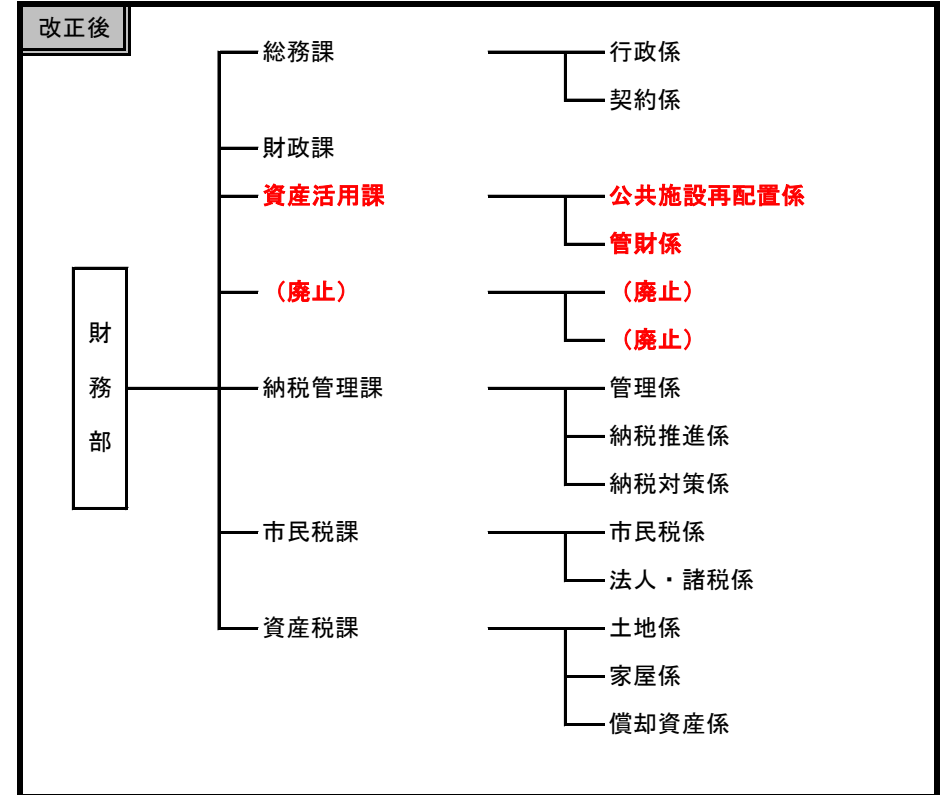 改正後
総務課 行政係
契約係
財政課
資産活用課 公共施設再配置係
管財係
（廃止） （廃止）
（廃止）
財務部
納税管理課 管理係
納税推進係
納税対策係
市民税課 市民税係
法人・諸税係
資産税課 土地係
家屋係
償却資産係